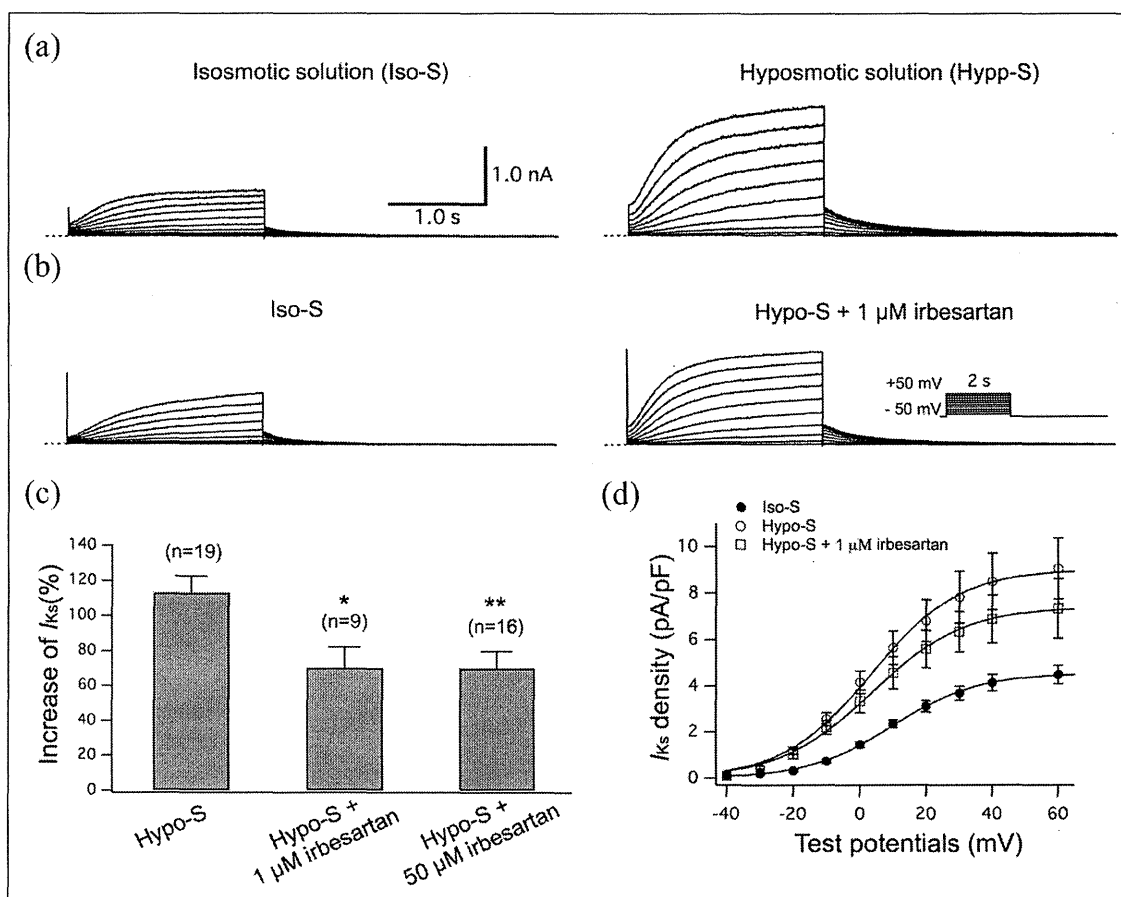 (a)
Isosmotic solution (Iso-S)
Hyposmotic solution (Hypp-S)
1.0 nA
1.0 s
(b)
Iso-S
Hypo-S + 1 µM irbesartan
+50 mV
2 s
- 50 mV
(c)
Increase of IKs(%)
140
120
100
80
60
40
20
0
(n=19)
*
(n=9)
**
(n=16)
Hypo-S
Hypo-S +
1 µM irbesartan
Hypo-S +
50 µM irbesartan
(d)
Iso-S
Hypo-S
Hypo-S + 1 µM irbesartan
IKs density (pA/pF)
10
8
6
4
2
0
-40
-20
0
20
40
60
Test potentials (mV)